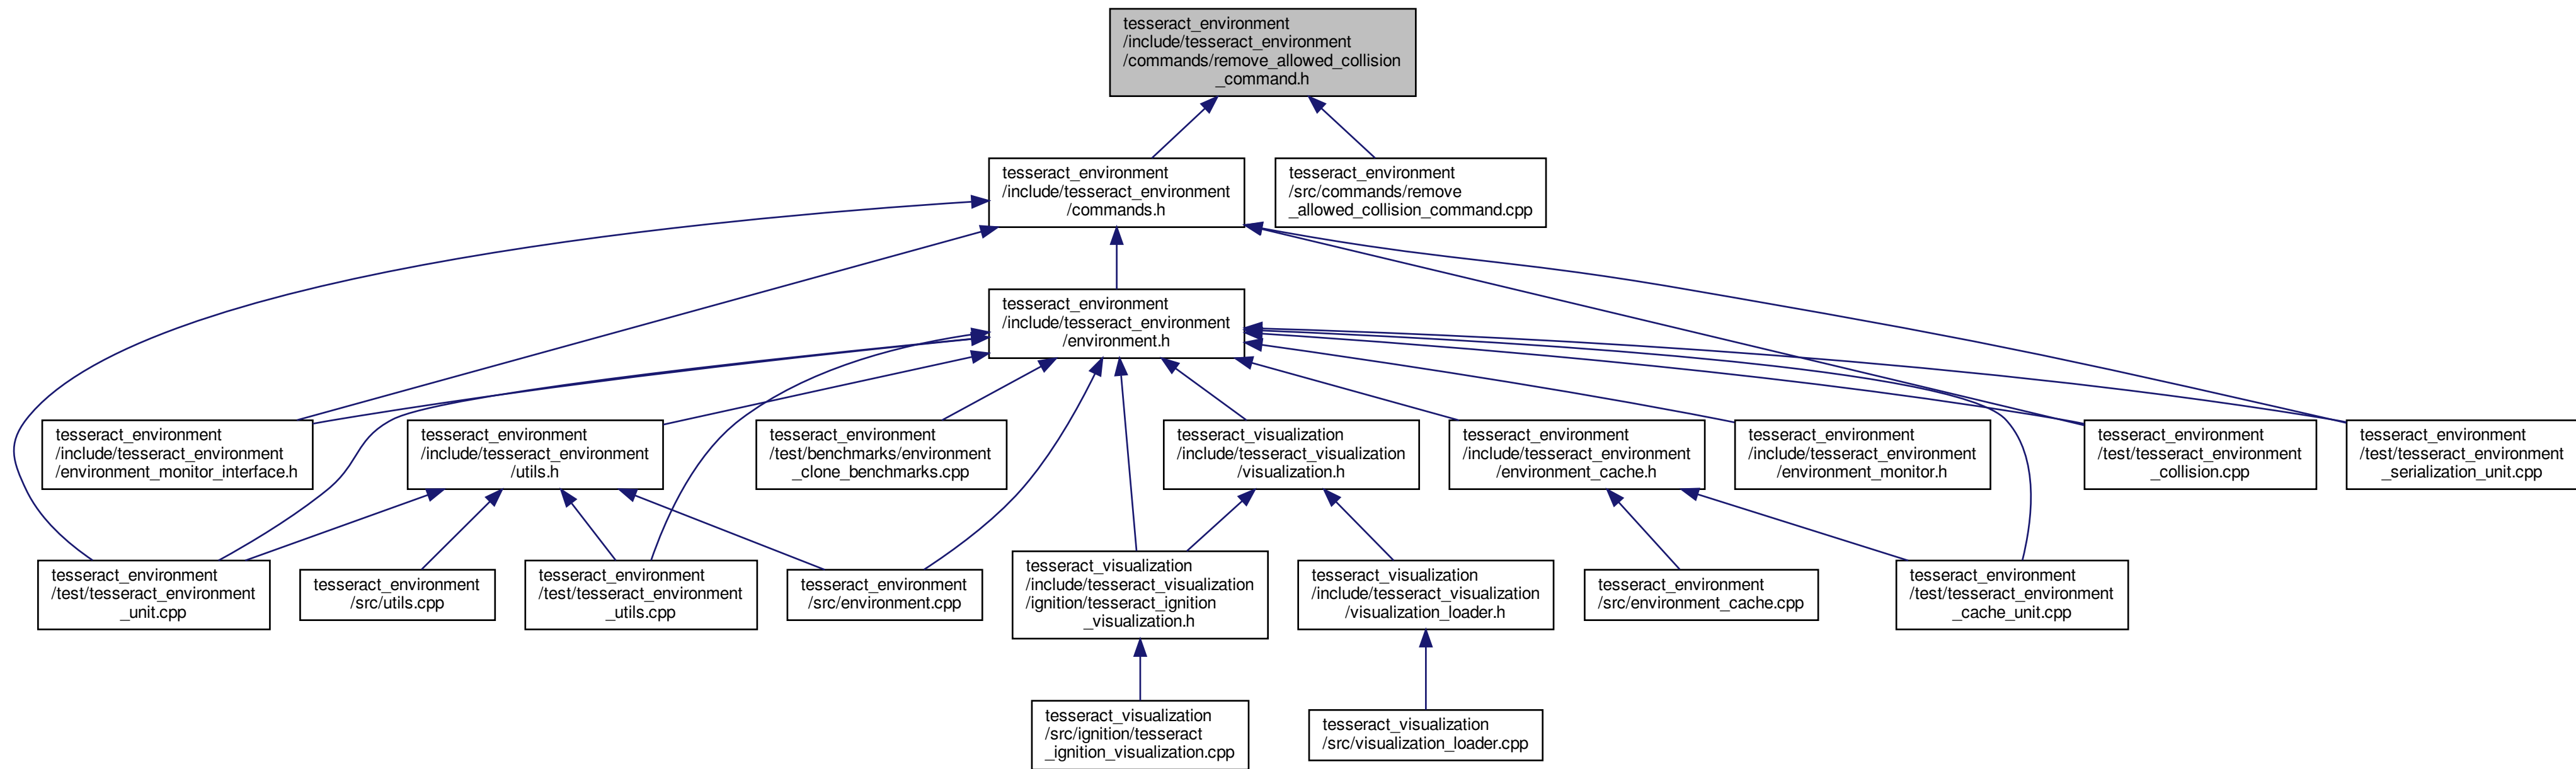 tesseract_environment
/include/tesseract_environment
/commands/remove_allowed_collision
_command.h
tesseract_environment
/include/tesseract_environment
/commands.h
tesseract_environment
/src/commands/remove
_allowed_collision_command.cpp
tesseract_environment
/include/tesseract_environment
/environment.h
tesseract_environment
/include/tesseract_environment
/environment_monitor_interface.h
tesseract_environment
/include/tesseract_environment
/utils.h
tesseract_environment
/test/benchmarks/environment
_clone_benchmarks.cpp
tesseract_visualization
/include/tesseract_visualization
/visualization.h
tesseract_environment
/include/tesseract_environment
/environment_cache.h
tesseract_environment
/include/tesseract_environment
/environment_monitor.h
tesseract_environment
/test/tesseract_environment
_collision.cpp
tesseract_environment
/test/tesseract_environment
_serialization_unit.cpp
tesseract_environment
/test/tesseract_environment
_unit.cpp
tesseract_environment
/src/utils.cpp
tesseract_environment
/test/tesseract_environment
_utils.cpp
tesseract_environment
/src/environment.cpp
tesseract_visualization
/include/tesseract_visualization
/ignition/tesseract_ignition
_visualization.h
tesseract_visualization
/include/tesseract_visualization
/visualization_loader.h
tesseract_environment
/src/environment_cache.cpp
tesseract_environment
/test/tesseract_environment
_cache_unit.cpp
tesseract_visualization
/src/ignition/tesseract
_ignition_visualization.cpp
tesseract_visualization
/src/visualization_loader.cpp